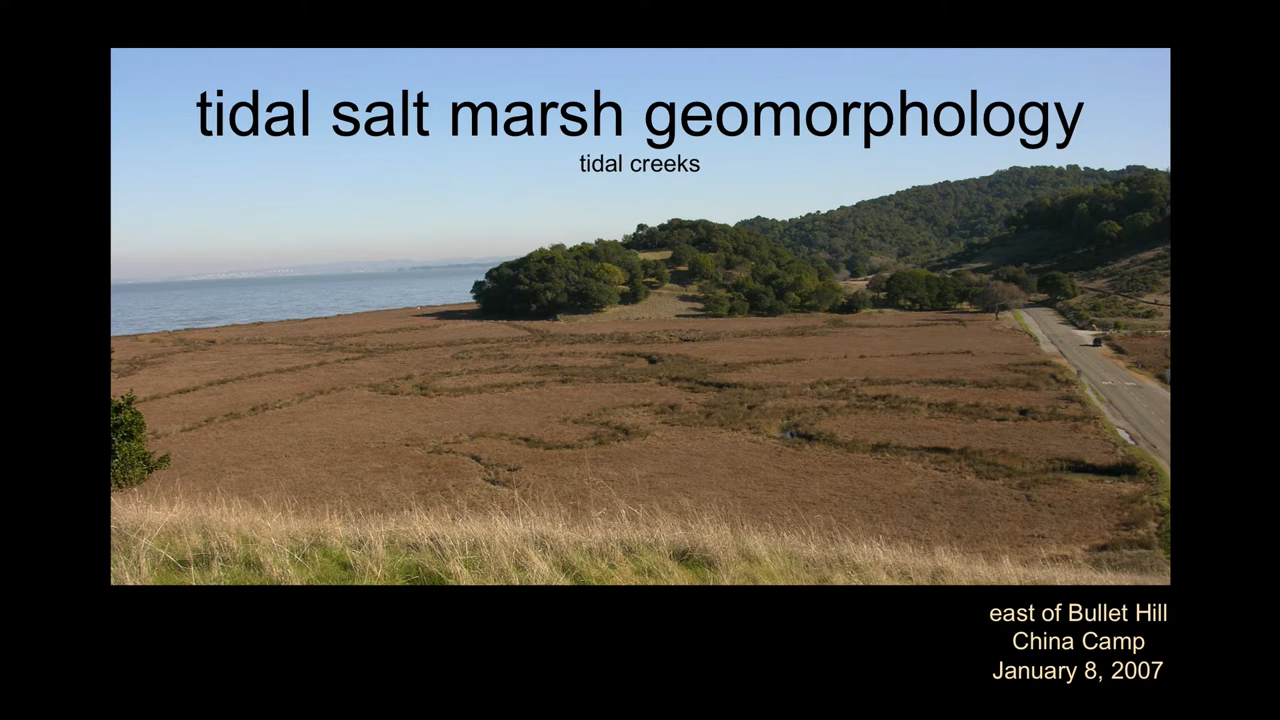 tidal salt marsh geomorphology
tidal creeks
east of Bullet Hill
China Camp
January 8, 2007